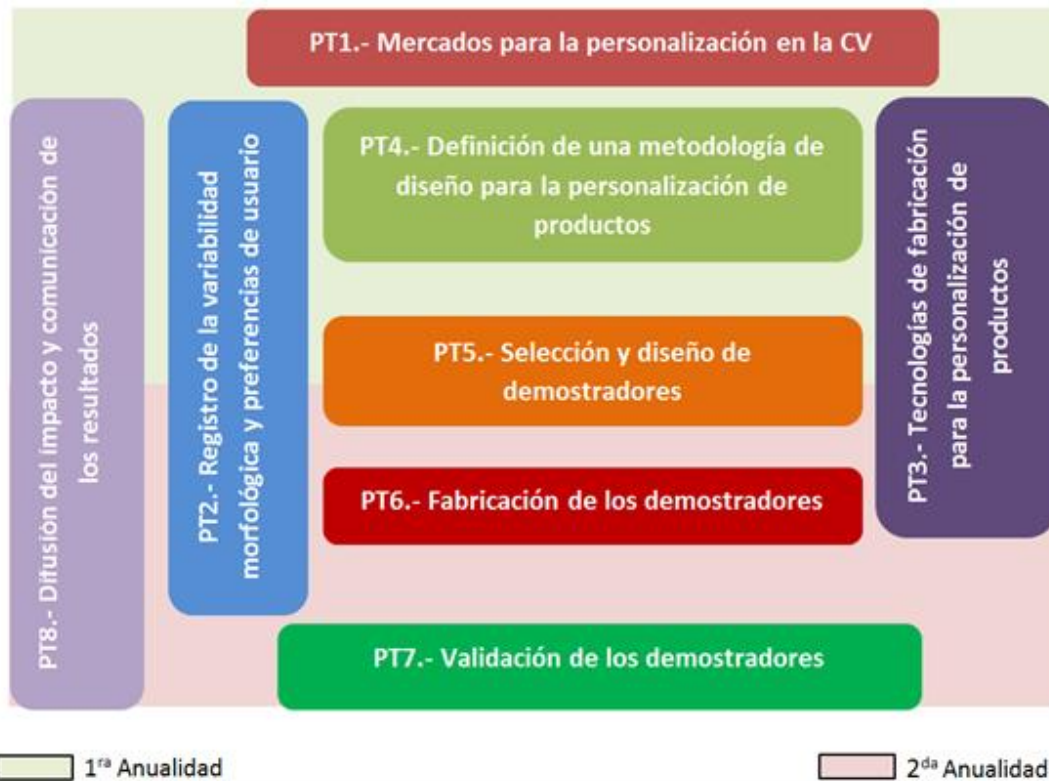 PT1.- Mercados para la personalización en la CV
PT8.- Difusión del impacto y comunicación de
los resultados
PT2.- Registro de la variabilidad
morfológica y preferencias de usuario
PT4.- Definición de una metodología de
diseño para la personalización de
productos
PT5.- Selección y diseño de
demostradores
PT6.- Fabricación de los demostradores
PT3.- Tecnologías de fabricación
para la personalización de
productos
PT7.- Validación de los demostradores
1ra Anualidad
2da Anualidad